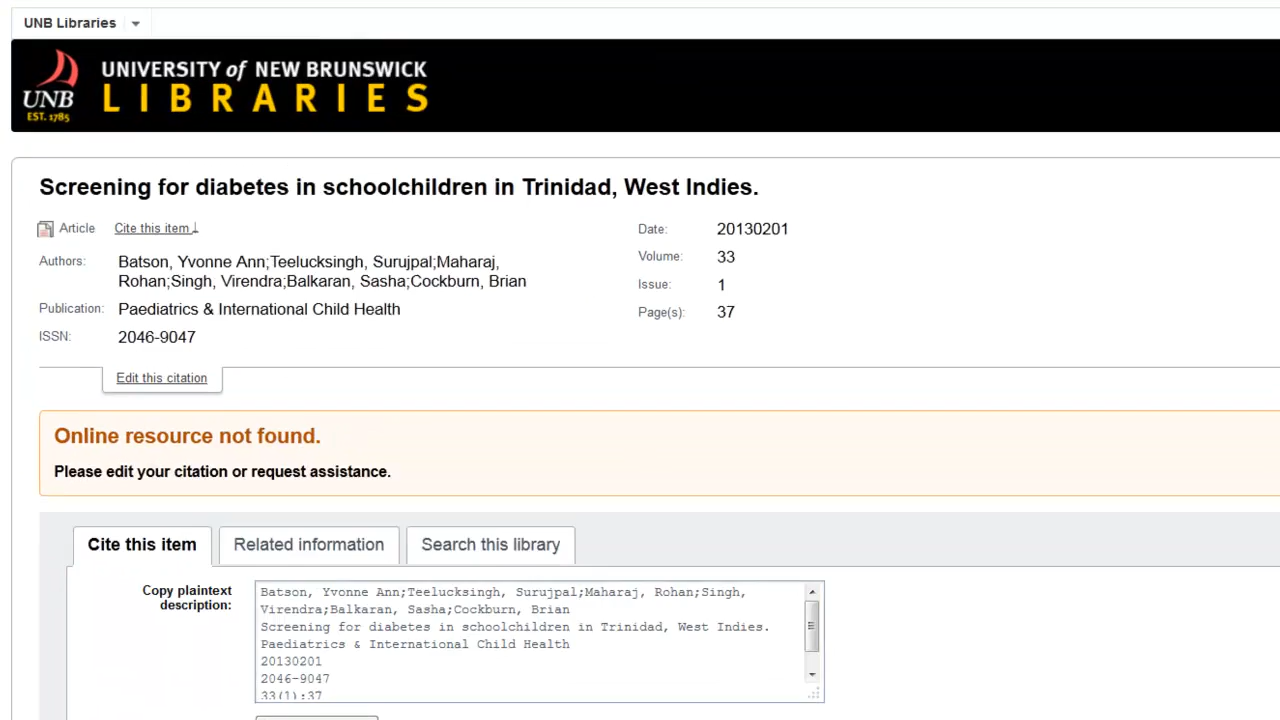 UNB Libraries
UNIVERSITY of NEW BRUNSWICK
LIBRARIES
UNB
EST. 1785
Screening for diabetes in schoolchildren in Trinidad, West Indies.
Article Cite this item
Authors: Batson, Yvonne Ann;Teelucksingh, Surujpal;Maharaj,
Rohan;Singh, Virendra;Balkaran, Sasha;Cockburn, Brian
Publication: Paediatrics & International Child Health
ISSN: 2046-9047
Date: 20130201
Volume: 33
Issue: 1
Page(s): 37
Edit this citation
Online resource not found.
Please edit your citation or request assistance.
Cite this item
Related information
Search this library
Copy plaintext
description:
Batson, Yvonne Ann;Teelucksingh, Surujpal;Maharaj, Rohan;Singh,
Virendra;Balkaran, Sasha;Cockburn, Brian
Screening for diabetes in schoolchildren in Trinidad, West Indies.
Paediatrics & International Child Health
20130201
2046-9047
33(1):37